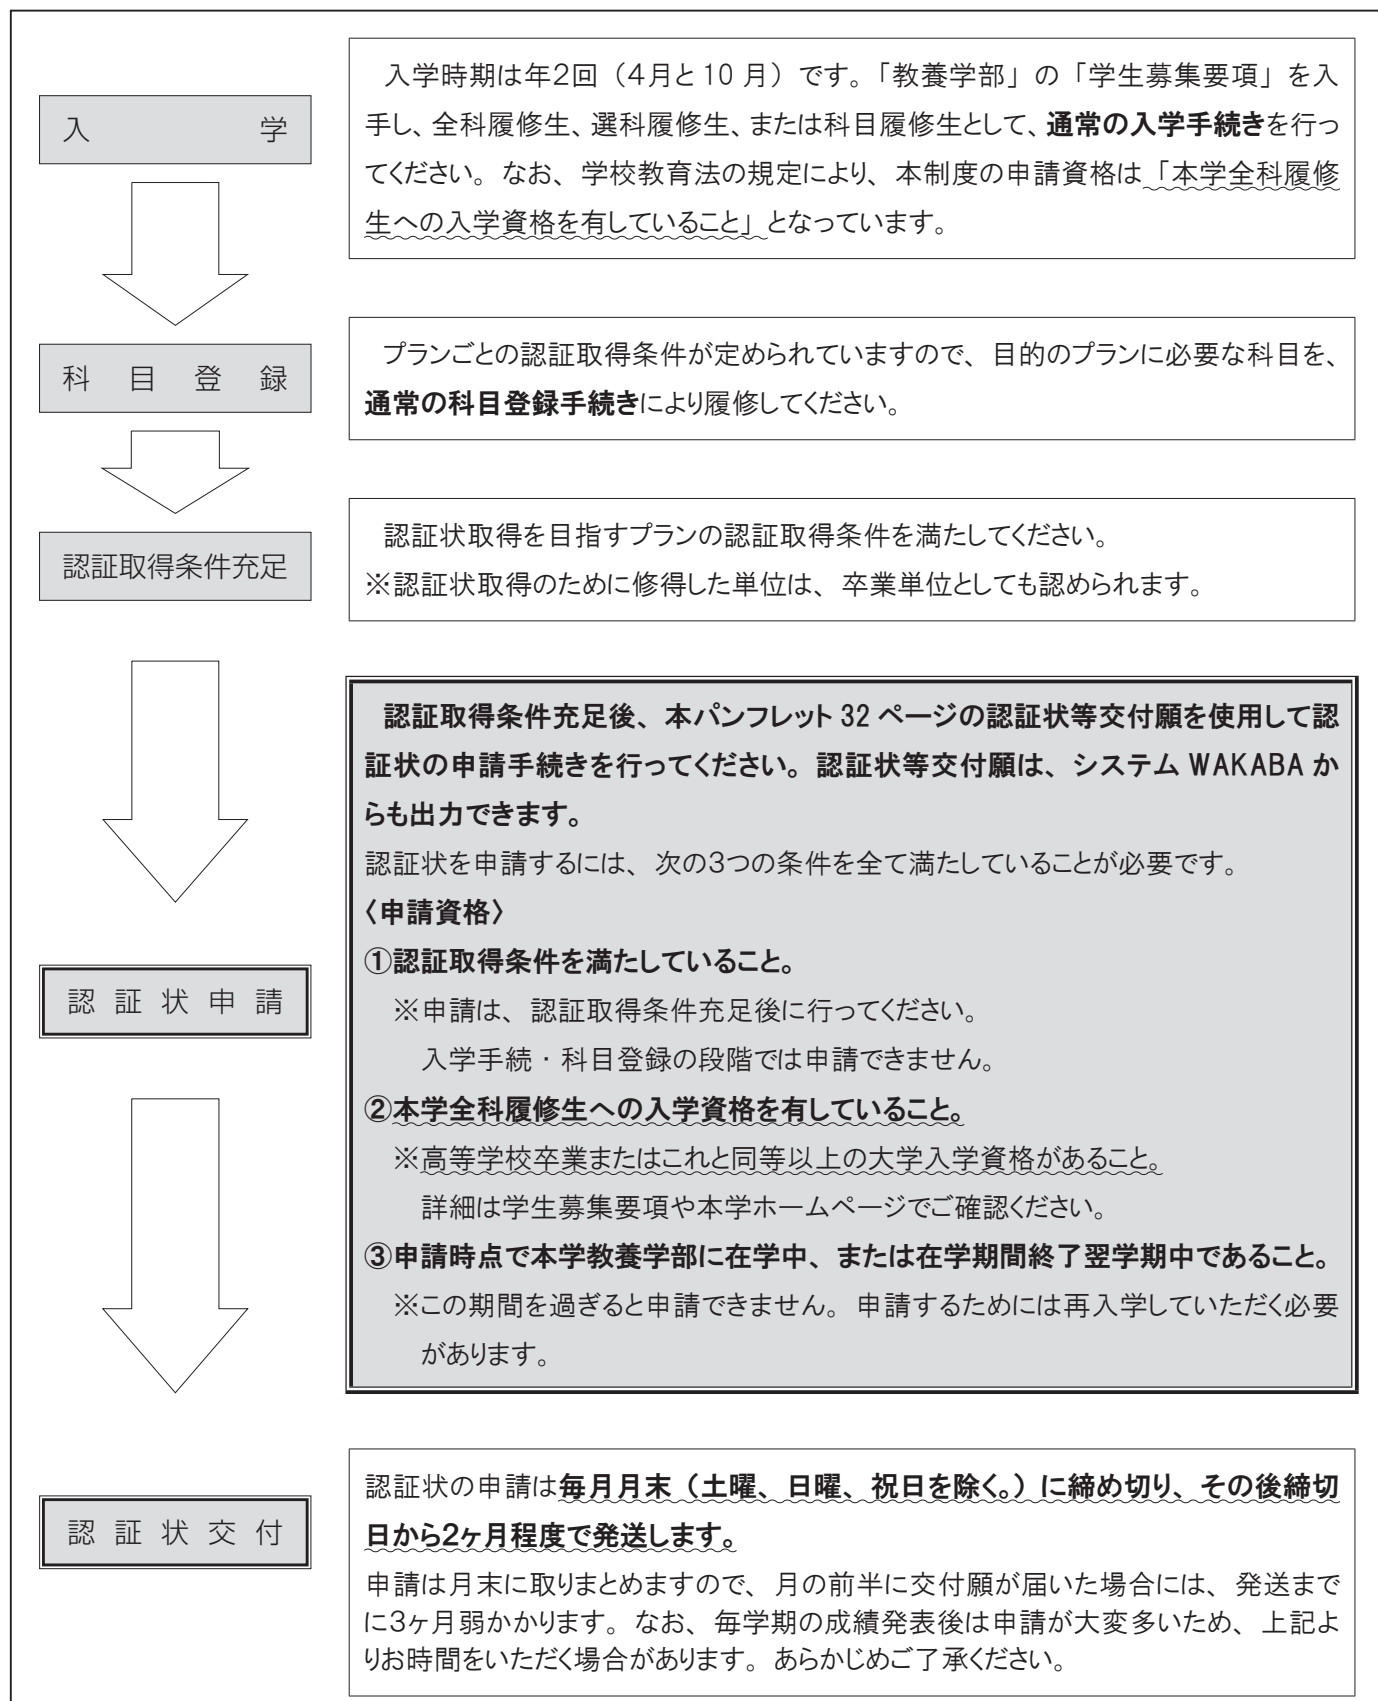 入学
入学時期は年2回（4月と10月）です。「教養学部」の「学生募集要項」を入
手し、全科履修生、選科履修生、または科目履修生として、通常の入学手続きを行っ
てください。なお、学校教育法の規定により、本制度の申請資格は「本学全科履修
生への入学資格を有していること」となっています。
科目登録
プランごとの認証取得条件が定められていますので、目的のプランに必要な科目を、
通常の科目登録手続きにより履修してください。
認証取得条件充足
認証状取得を目指すプランの認証取得条件を満たしてください。
※認証状取得のために修得した単位は、卒業単位としても認められます。
認証状申請
認証取得条件充足後、本パンフレット32ページの認証状等交付願を使用して認
証状の申請手続きを行ってください。認証状等交付願は、システムWAKABAか
らも出力できます。
認証状を申請するには、次の3つの条件を全て満たしていることが必要です。
〈申請資格〉
①認証取得条件を満たしていること。
※申請は、認証取得条件充足後に行ってください。
入学手続・科目登録の段階では申請できません。
②本学全科履修生への入学資格を有していること。
※高等学校卒業またはこれと同等以上の大学入学資格があること。
詳細は学生募集要項や本学ホームページでご確認ください。
③申請時点で本学教養学部に在学中、または在学期間終了翌学期中であること。
※この期間を過ぎると申請できません。申請するためには再入学していただく必要
があります。
認証状交付
認証状の申請は毎月月末（土曜、日曜、祝日を除く。）に締め切り、その後締切
日から2ヶ月程度で発送します。
申請は月末に取りまとめますので、月の前半に交付願が届いた場合には、発送まで
に3ヶ月弱かかります。なお、毎学期の成績発表後は申請が大変多いため、上記よ
りお時間をいただく場合があります。あらかじめご了承ください。